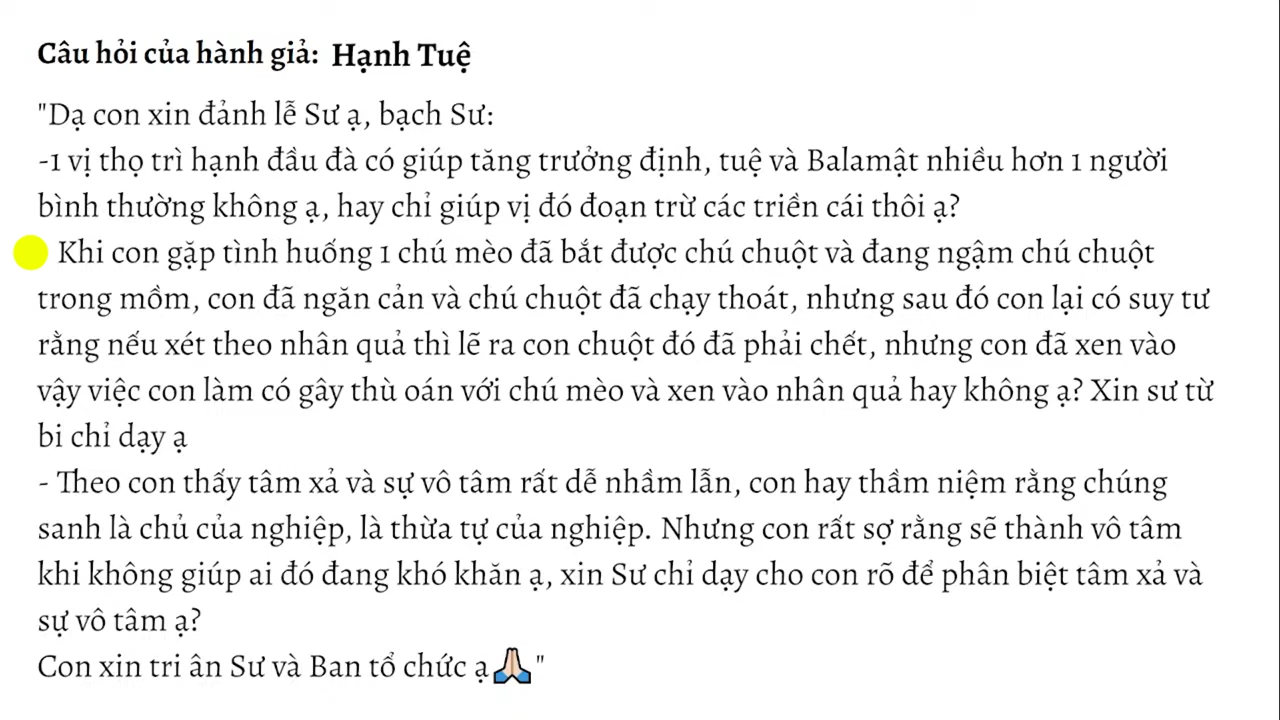 Câu hỏi của hành giả: Hạnh Tuệ
"Dạ con xin đảnh lễ Sư ạ, bạch Sư:
-1 vị thọ trì hạnh đầu đà có giúp tăng trưởng định, tuệ và Balamật nhiều hơn 1 người
bình thường không ạ, hay chỉ giúp vị đó đoạn trừ các triền cái thôi ạ?
Khi con gặp tình huống 1 chú mèo đã bắt được chú chuột và đang ngậm chú chuột
trong mồm, con đã ngăn cản và chú chuột đã chạy thoát, nhưng sau đó con lại có suy tư
rằng nếu xét theo nhân quả thì lẽ ra con chuột đó đã phải chết, nhưng con đã xen vào
vậy việc con làm có gây thù oán với chú mèo và xen vào nhân quả hay không ạ? Xin sư từ
bi chỉ dạy ạ
- Theo con thấy tâm xả và sự vô tâm rất dễ nhầm lẫn, con hay thầm niệm rằng chúng
sanh là chủ của nghiệp, là thừa tự của nghiệp. Nhưng con rất sợ rằng sẽ thành vô tâm
khi không giúp ai đó đang khó khăn ạ, xin Sư chỉ dạy cho con rõ để phân biệt tâm xả và
sự vô tâm ạ?
Con xin tri ân Sư và Ban tổ chức ạ🙏🏻"